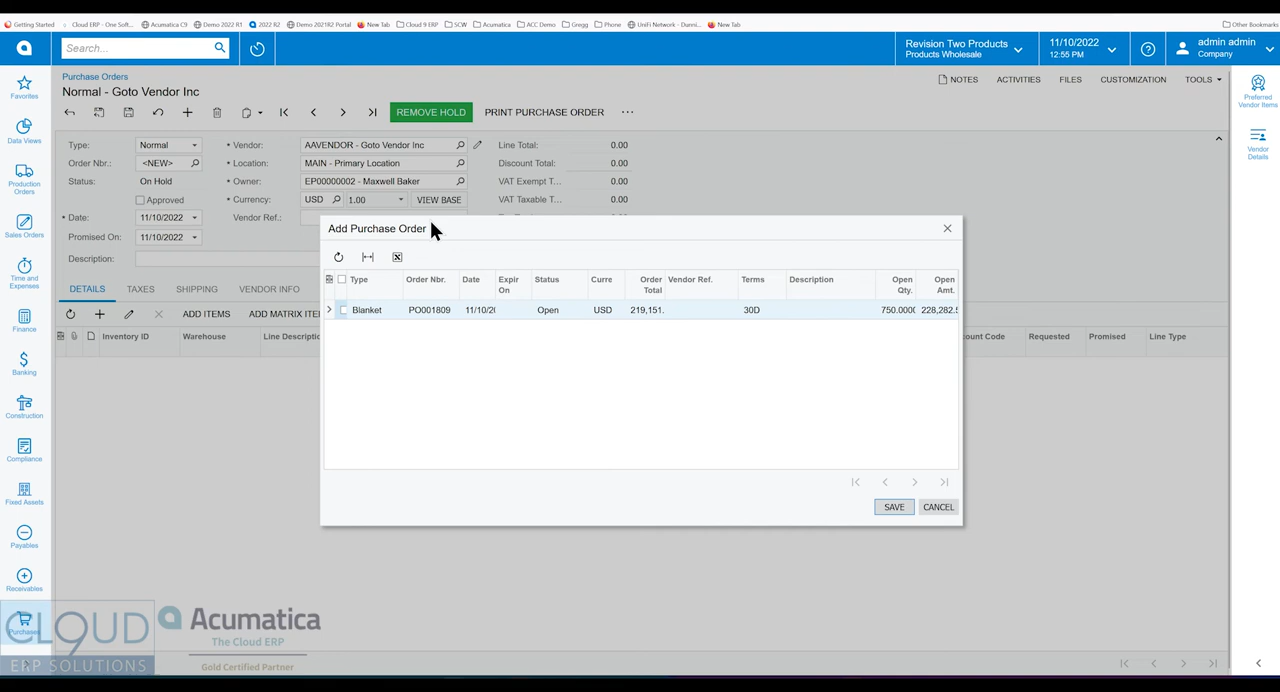 Getting Started Cloud ERP - One Soft... Acumatica C9 Demo 2022 R1 2022 R2 Demo 2021R2 Portal New Tab Cloud 9 ERP SCW Acumatica ACC Demo Gregg Phone UniFi Network - Dunni... New Tab Other Bookmarks
Search...
Revision Two Products
Products Wholesale
11/10/2022
12:55 PM
admin admin
Company
Favorites
Data Views
Production Orders
Sales Orders
Time and Expenses
Finance
Banking
Construction
Compliance
Fixed Assets
Payables
Receivables
Purchases
Purchase Orders
Normal - Goto Vendor Inc
NOTES ACTIVITIES FILES CUSTOMIZATION TOOLS
REMOVE HOLD PRINT PURCHASE ORDER ...
Type: Normal Vendor: AAVENDOR - Goto Vendor Inc Line Total: 0.00
Order Nbr.: <NEW> Location: MAIN - Primary Location Discount Total: 0.00
Status: On Hold Owner: EP00000002 - Maxwell Baker VAT Exempt T... 0.00
Approved Currency: USD 1.00 VIEW BASE VAT Taxable T... 0.00
Date: 11/10/2022 Vendor Ref.:
Promised On: 11/10/2022
Description:
DETAILS TAXES SHIPPING VENDOR INFO
ADD ITEMS ADD MATRIX ITE
Inventory ID Warehouse Line Descriptio ount Code Requested Promised Line Type
Add Purchase Order
Type Order Nbr. Date Expir On Status Curre Order Total Vendor Ref. Terms Description Open Qty. Open Amt.
Blanket PO001809 11/10/20 Open USD 219,151. 30D 750.0000 228,282.5
SAVE CANCEL
Preferred Vendor Items
Vendor Details
CLOUD 9
ERP SOLUTIONS
Acumatica
The Cloud ERP
Gold Certified Partner